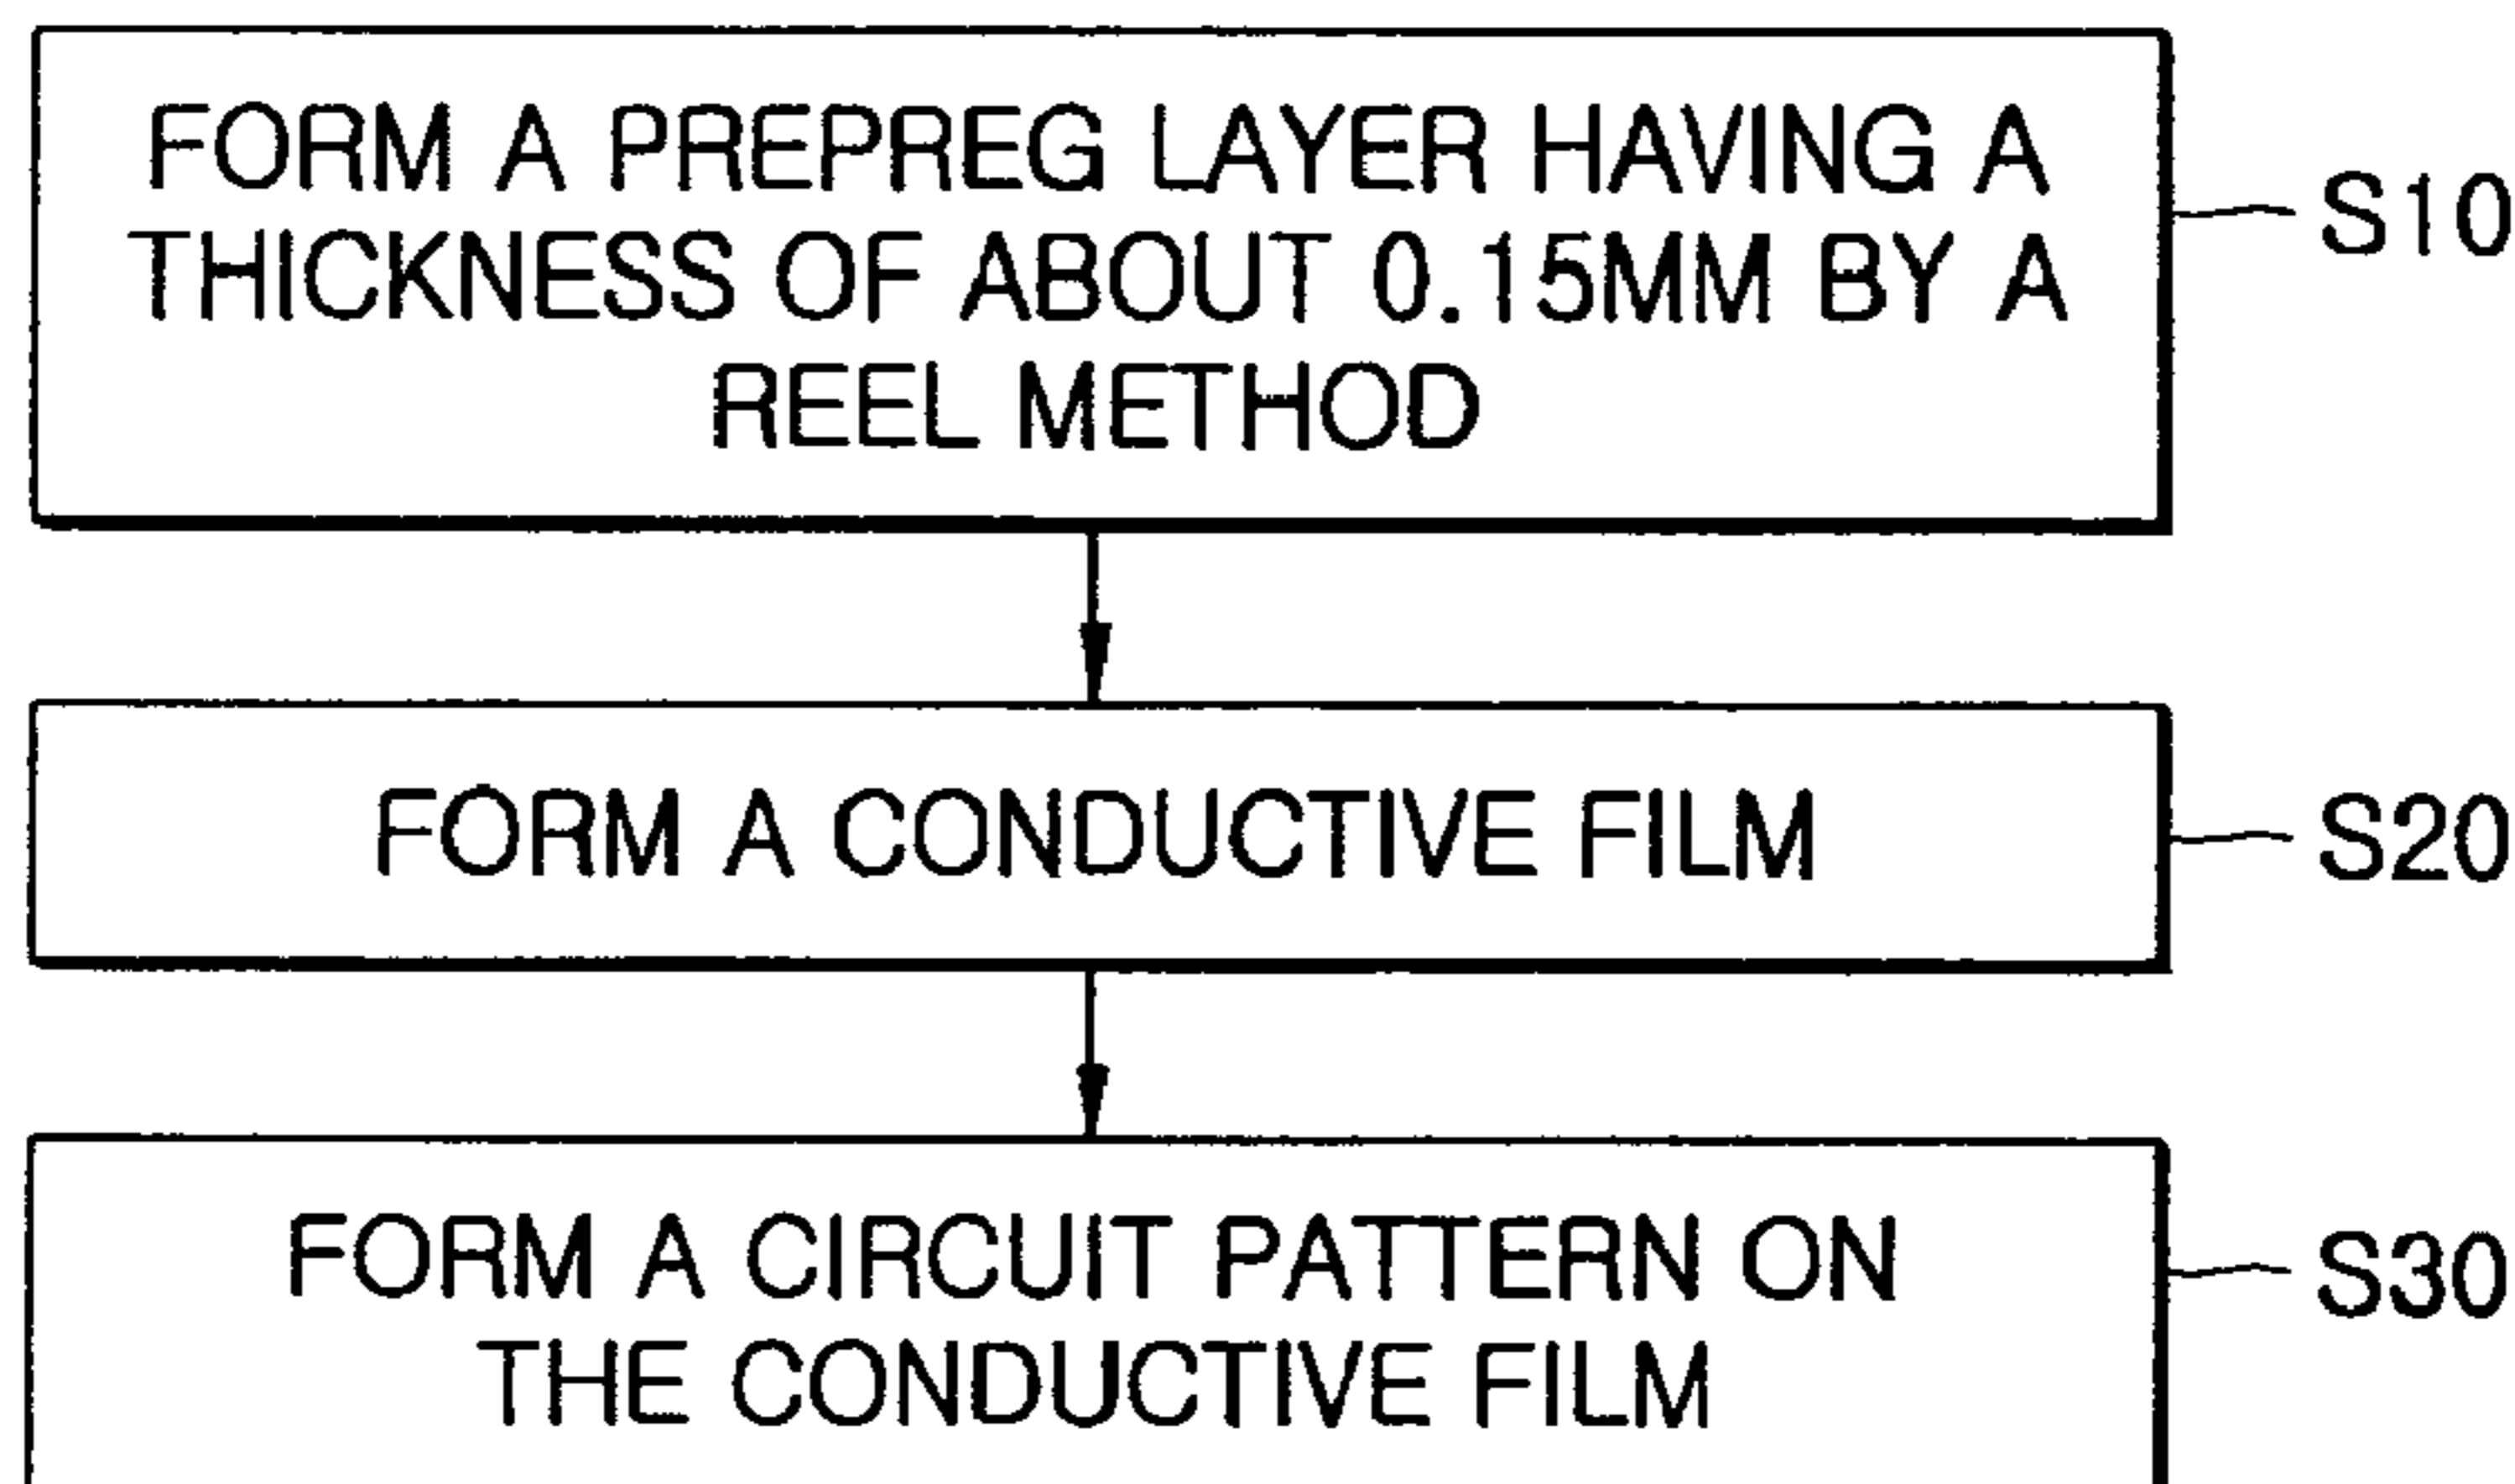 FORM A PREPREG LAYER HAVING A
THICKNESS OF ABOUT 0.15MM BY A
REEL METHOD
S10
FORM A CONDUCTIVE FILM
S20
FORM A CIRCUIT PATTERN ON
THE CONDUCTIVE FILM
S30